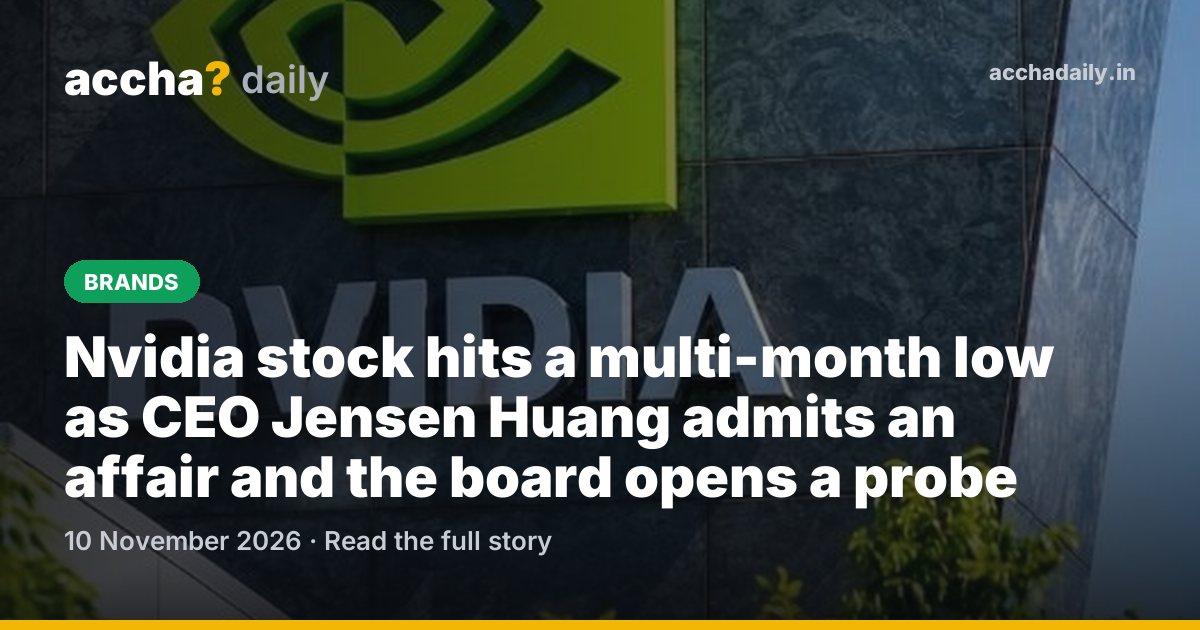 accha? daily
acchadaily.in
NVIDIA
BRANDS
Nvidia stock hits a multi-month low
as CEO Jensen Huang admits an
affair and the board opens a probe
10 November 2026 · Read the full story